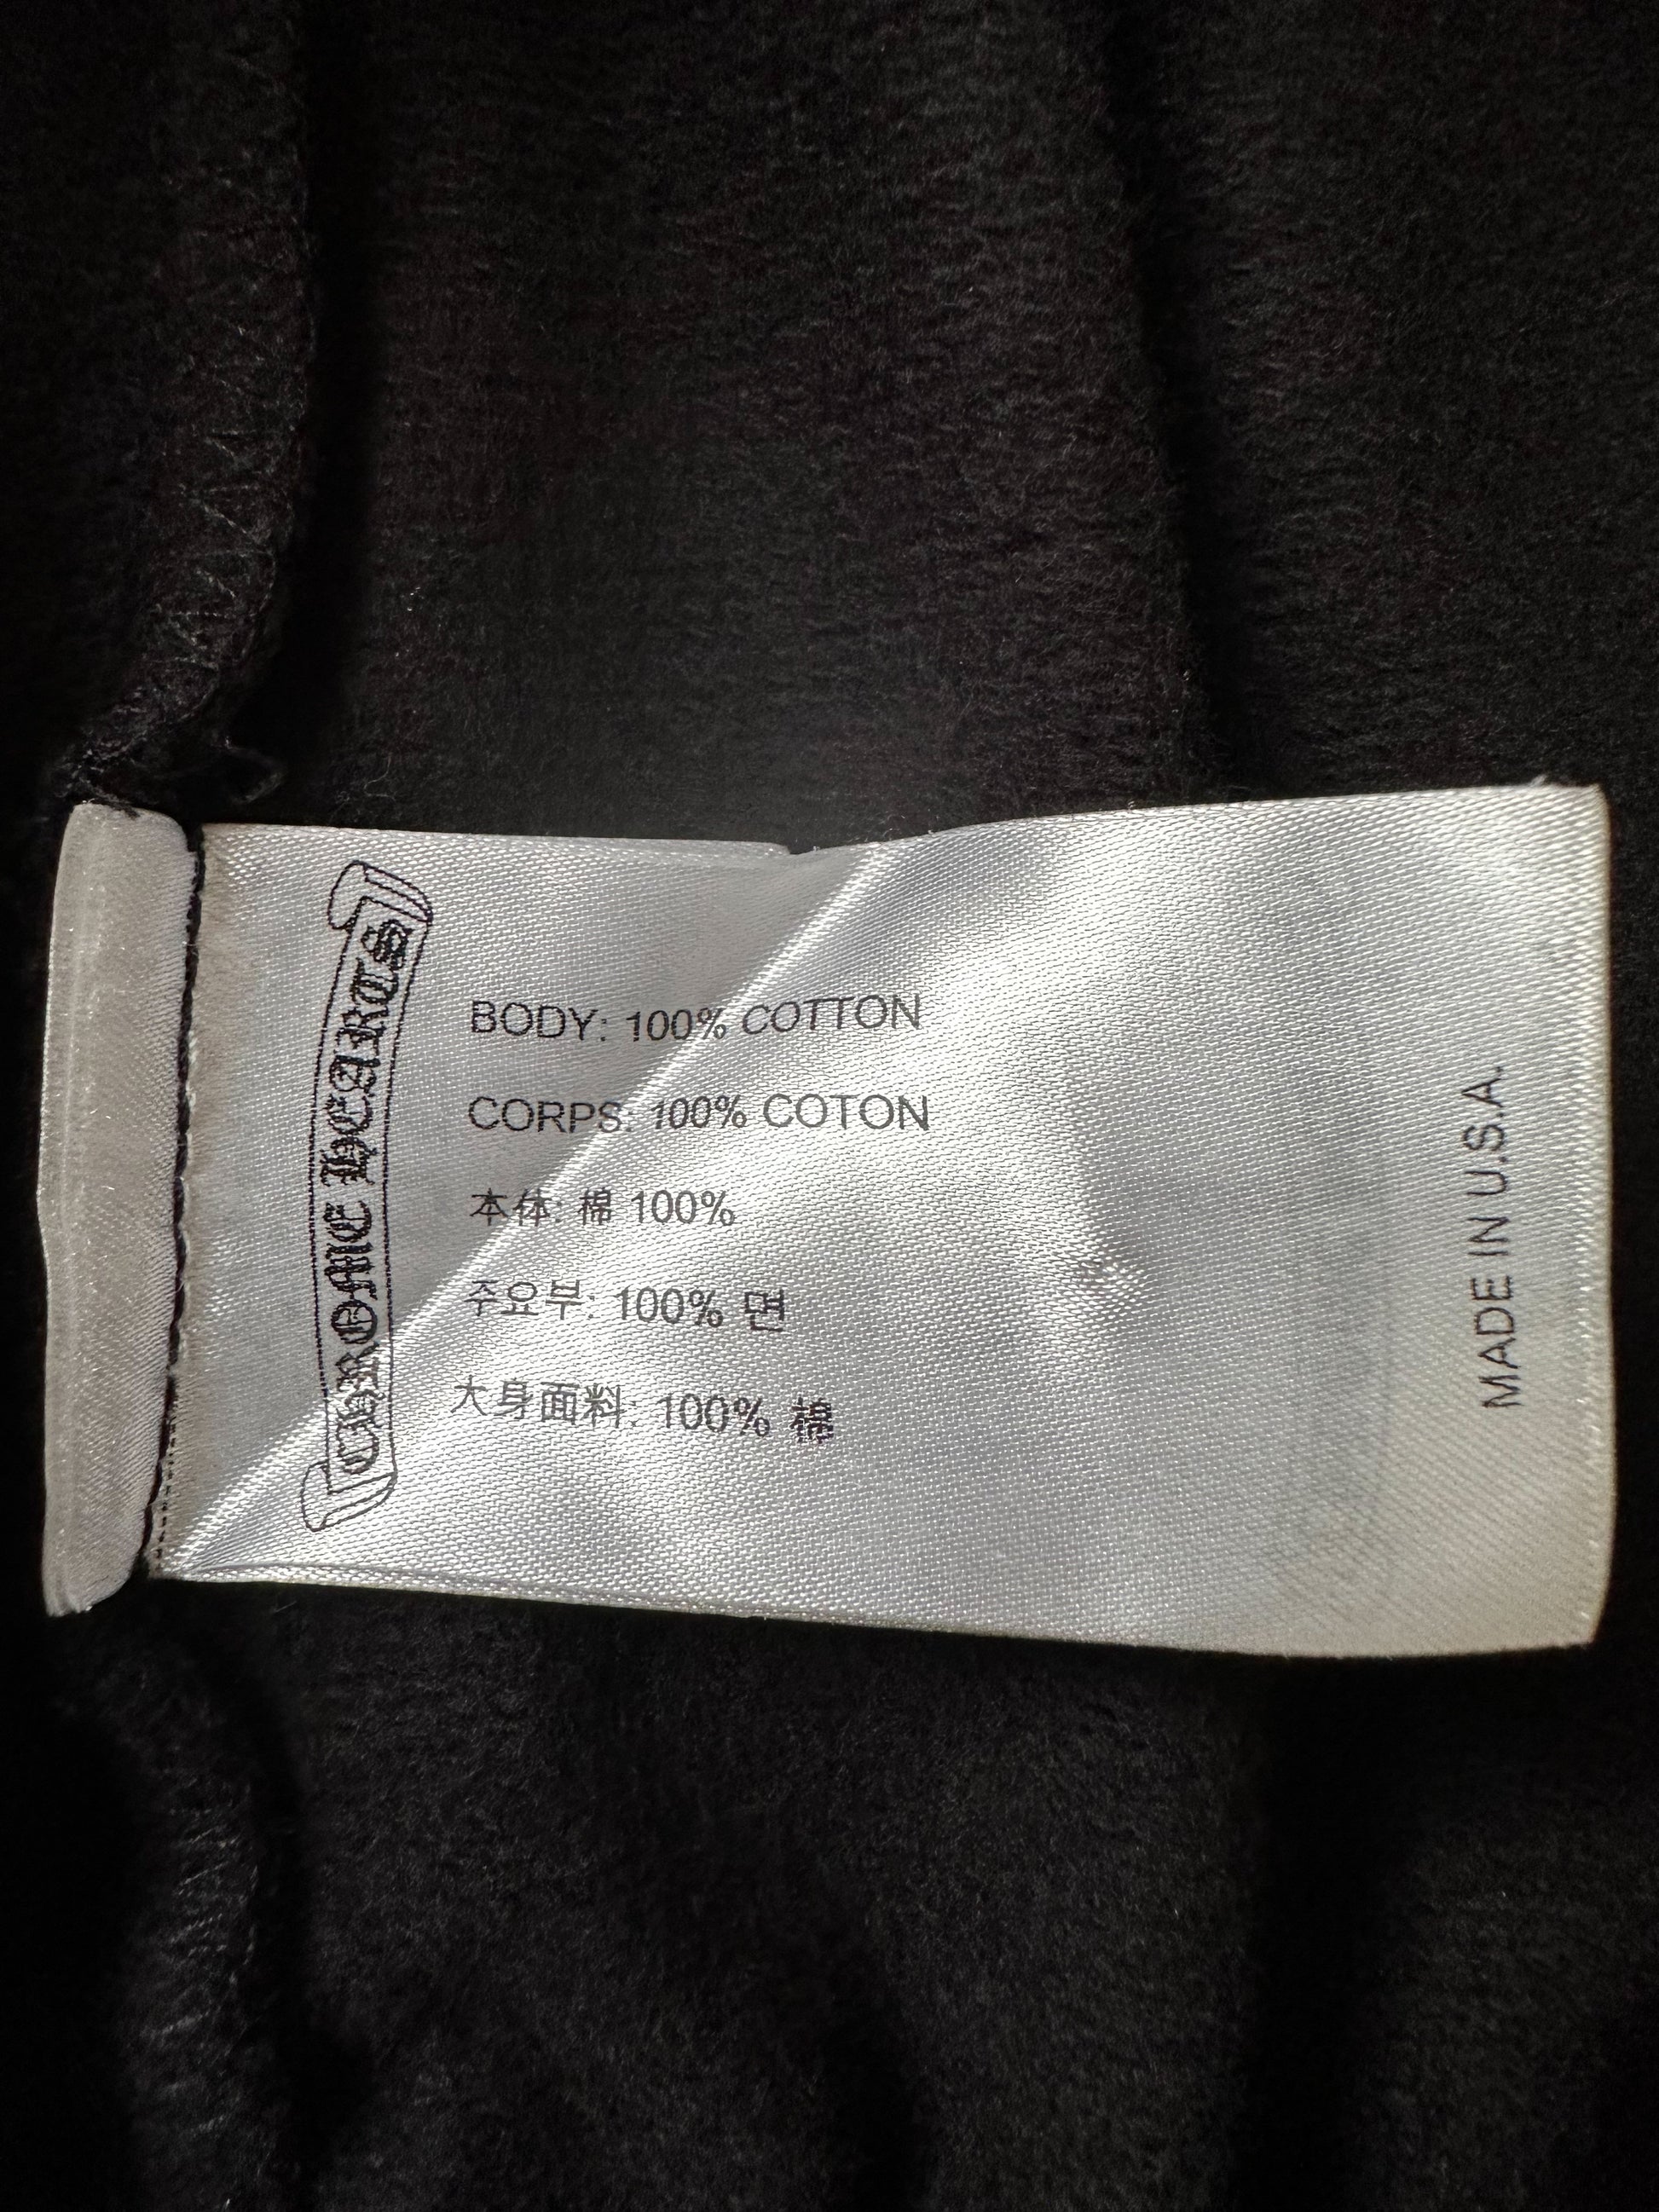 CHROME HEARTS
BODY: 100% COTTON
CORPS: 100% COTON
本体: 棉 100%
주요부: 100% 면
大身面料: 100% 棉
MADE IN U.S.A.